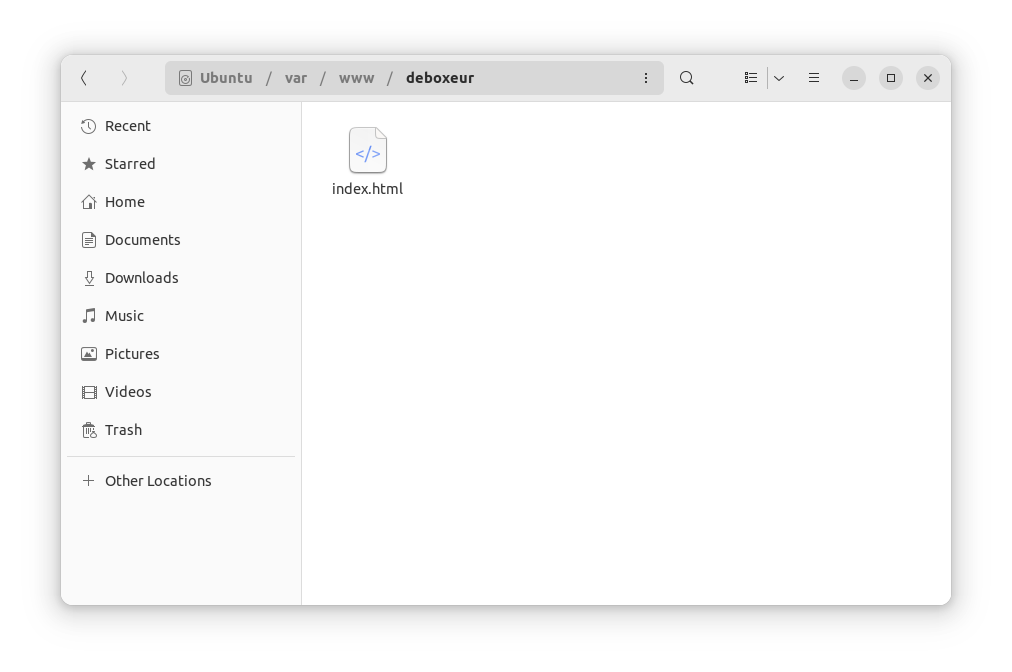 Ubuntu / var / www / deboxeur
Recent
Starred
Home
Documents
Downloads
Music
Pictures
Videos
Trash
Other Locations
</>
index.html